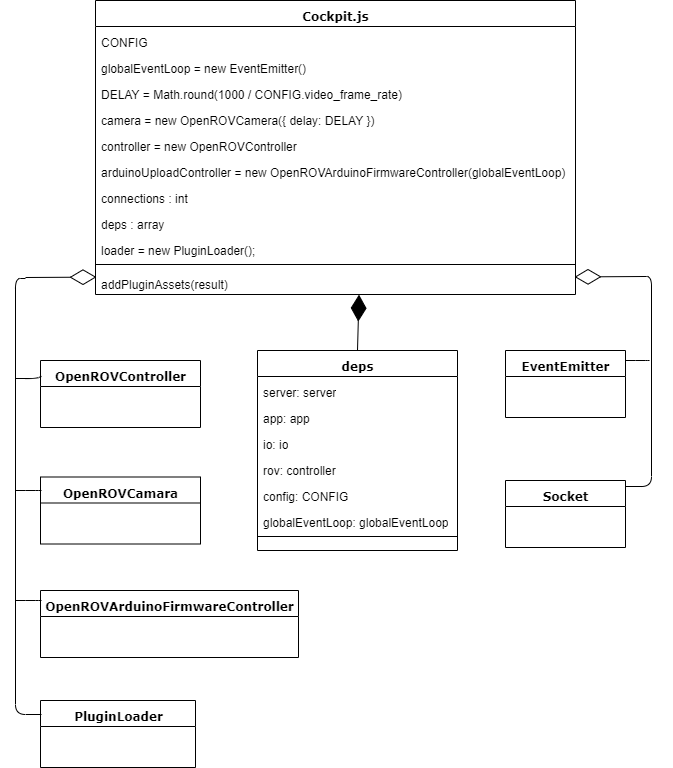 Cockpit.js
CONFIG
globalEventLoop = new EventEmitter()
DELAY = Math.round(1000 / CONFIG.video_frame_rate)
camera = new OpenROVCamera({ delay: DELAY })
controller = new OpenROVController
arduinoUploadController = new OpenROVArduinoFirmwareController(globalEventLoop)
connections : int
deps : array
loader = new PluginLoader();
addPluginAssets(result)
OpenROVController
OpenROVCamara
OpenROVArduinoFirmwareController
PluginLoader
deps
server: server
app: app
io: io
rov: controller
config: CONFIG
globalEventLoop: globalEventLoop
EventEmitter
Socket